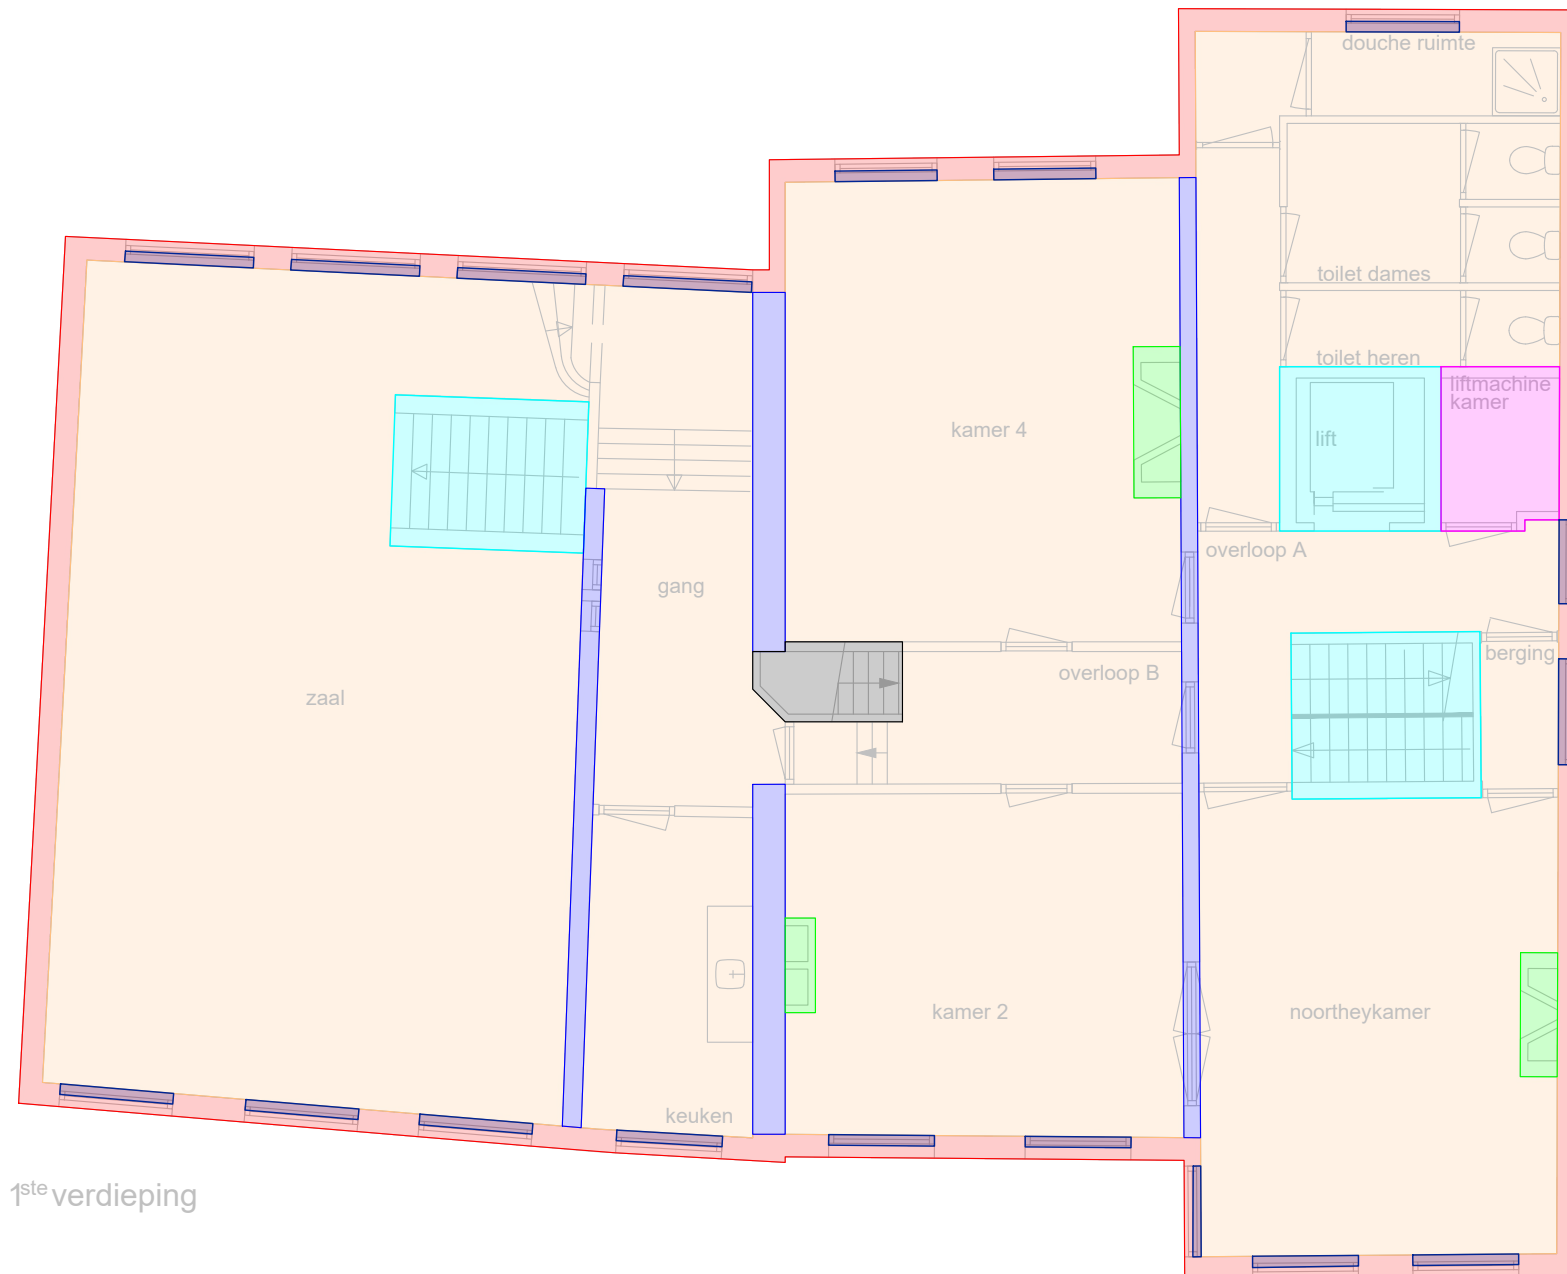 douche ruimte
toilet dames
toilet heren
liftmachine
kamer
lift
kamer 4
overloop A
gang
berging
overloop B
zaal
kamer 2
noortheykamer
keuken
1ste verdieping